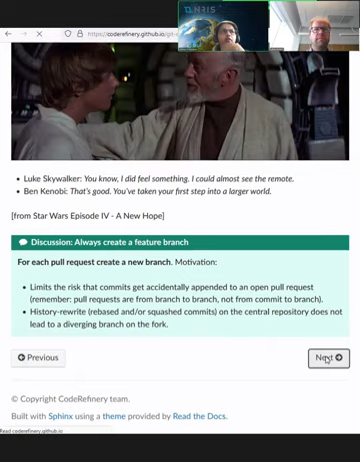 NRIS
https://coderefinery.github.io/git-c
Luke Skywalker: You know, I did feel something. I could almost see the remote.
Ben Kenobi: That's good. You've taken your first step into a larger world.
[from Star Wars Episode IV - A New Hope]
Discussion: Always create a feature branch
For each pull request create a new branch. Motivation:
Limits the risk that commits get accidentally appended to an open pull request
(remember: pull requests are from branch to branch, not from commit to branch).
History-rewrite (rebased and/or squashed commits) on the central repository does not
lead to a diverging branch on the fork.
Previous
Next
© Copyright CodeRefinery team.
Built with Sphinx using a theme provided by Read the Docs.
Read coderefinery.github.io